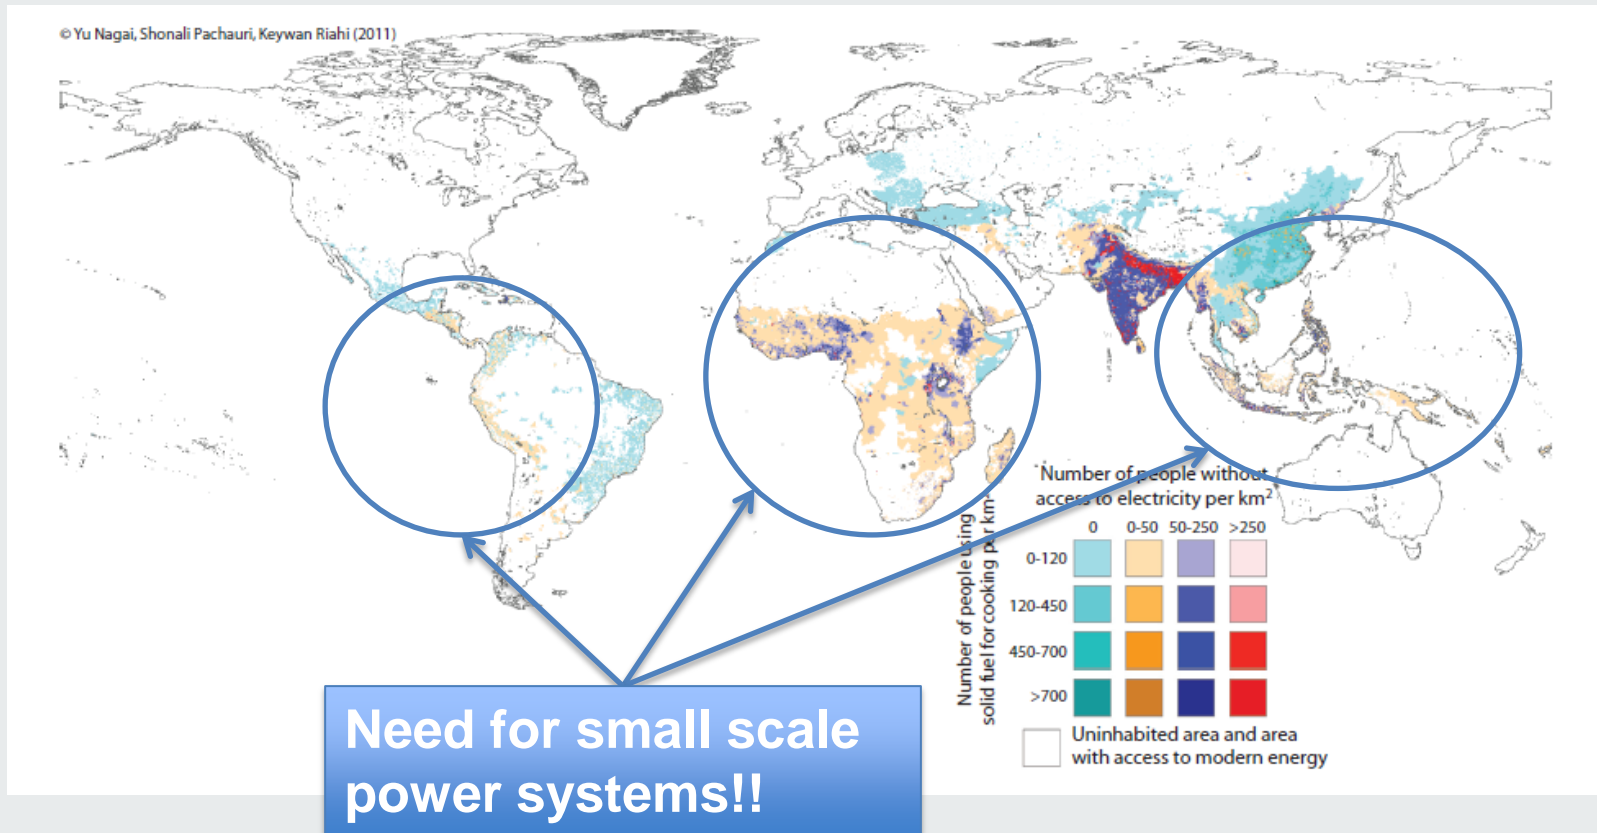 © Yu Nagai, Shonali Pachauri, Keywan Riahi (2011)
Number of people without
access to electricity per km²
0 0-50 50-250 >250
Number of people using
solid fuel for cooking per km²
0-120
120-450
450-700
>700
Uninhabited area and area
with access to modern energy
Need for small scale
power systems!!